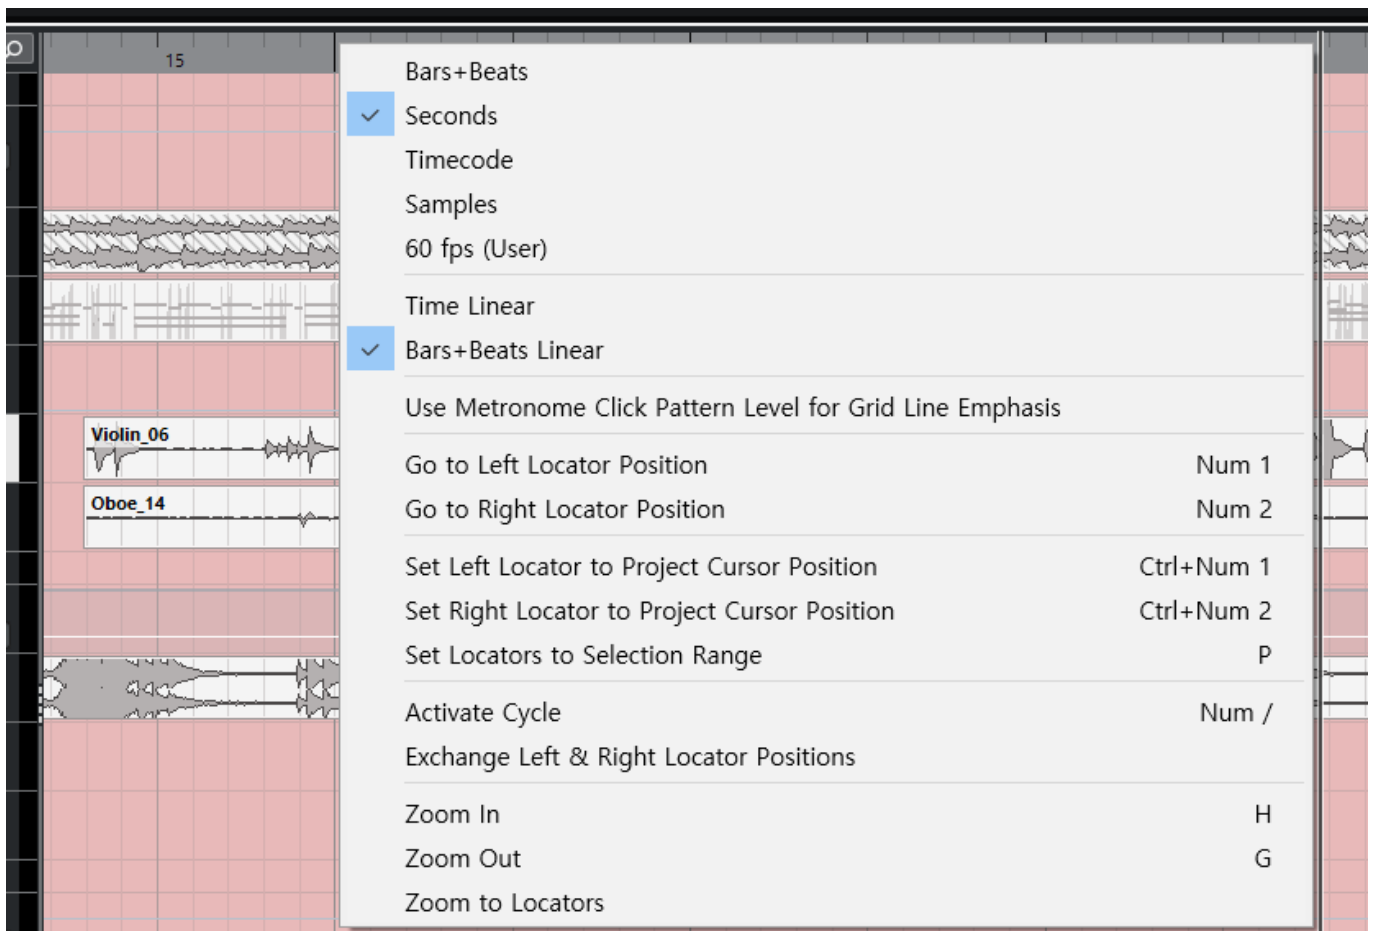 15
Bars+Beats
Seconds
Timecode
Samples
60 fps (User)
Time Linear
Bars+Beats Linear
Use Metronome Click Pattern Level for Grid Line Emphasis
Go to Left Locator Position Num 1
Go to Right Locator Position Num 2
Set Left Locator to Project Cursor Position Ctrl+Num 1
Set Right Locator to Project Cursor Position Ctrl+Num 2
Set Locators to Selection Range P
Activate Cycle Num /
Exchange Left & Right Locator Positions
Zoom In H
Zoom Out G
Zoom to Locators
Violin_06
Oboe_14